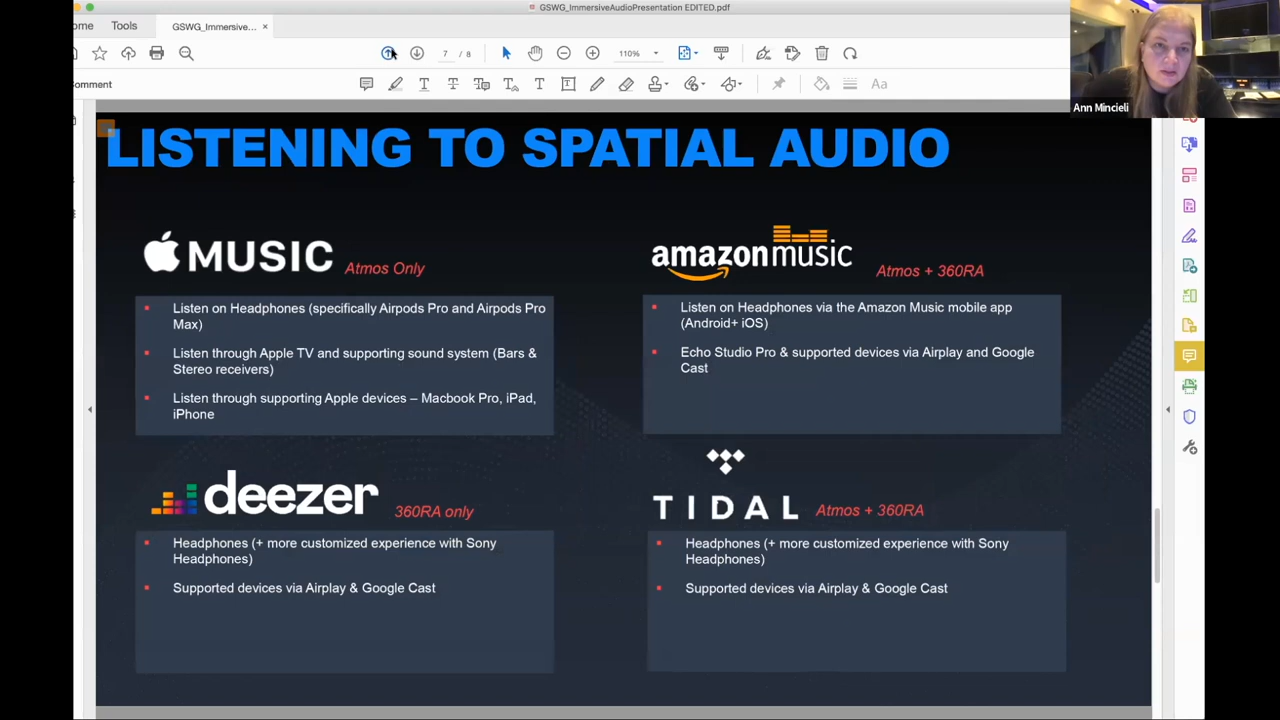 GSWG_ImmersiveAudioPresentation EDITED.pdf
ome
Tools
GSWG_Immersive...
7 / 8
110%
omment
Aa
Ann Mincieli
LISTENING TO SPATIAL AUDIO
MUSIC Atmos Only
Listen on Headphones (specifically Airpods Pro and Airpods Pro
Max)
Listen through Apple TV and supporting sound system (Bars &
Stereo receivers)
Listen through supporting Apple devices – Macbook Pro, iPad,
iPhone
amazon music Atmos + 360RA
Listen on Headphones via the Amazon Music mobile app
(Android+ iOS)
Echo Studio Pro & supported devices via Airplay and Google
Cast
deezer 360RA only
Headphones (+ more customized experience with Sony
Headphones)
Supported devices via Airplay & Google Cast
TIDAL Atmos + 360RA
Headphones (+ more customized experience with Sony
Headphones)
Supported devices via Airplay & Google Cast